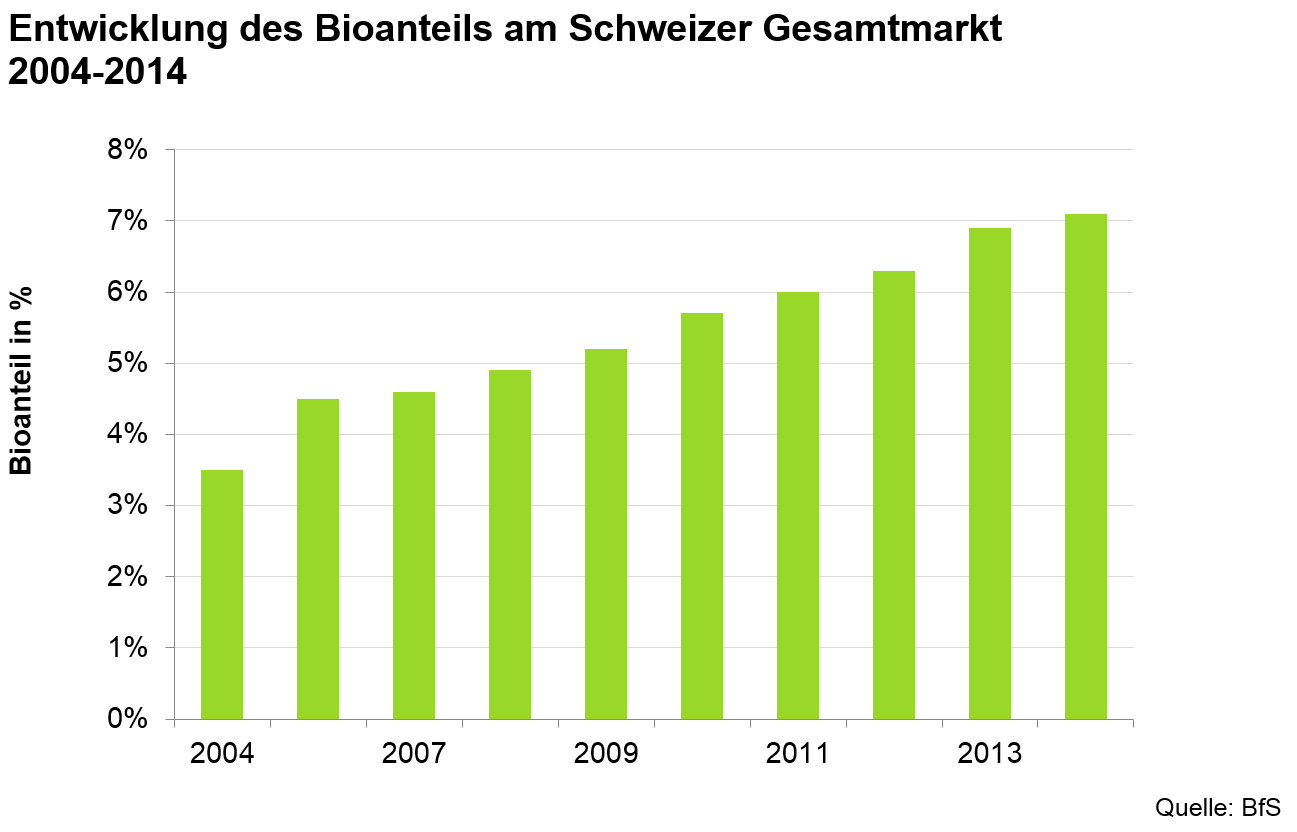 Entwicklung des Bioanteils am Schweizer Gesamtmarkt
2004-2014
8%
7%
6%
5%
4%
3%
2%
1%
0%
Bioanteil in %
2004 2007 2009 2011 2013
Quelle: BfS